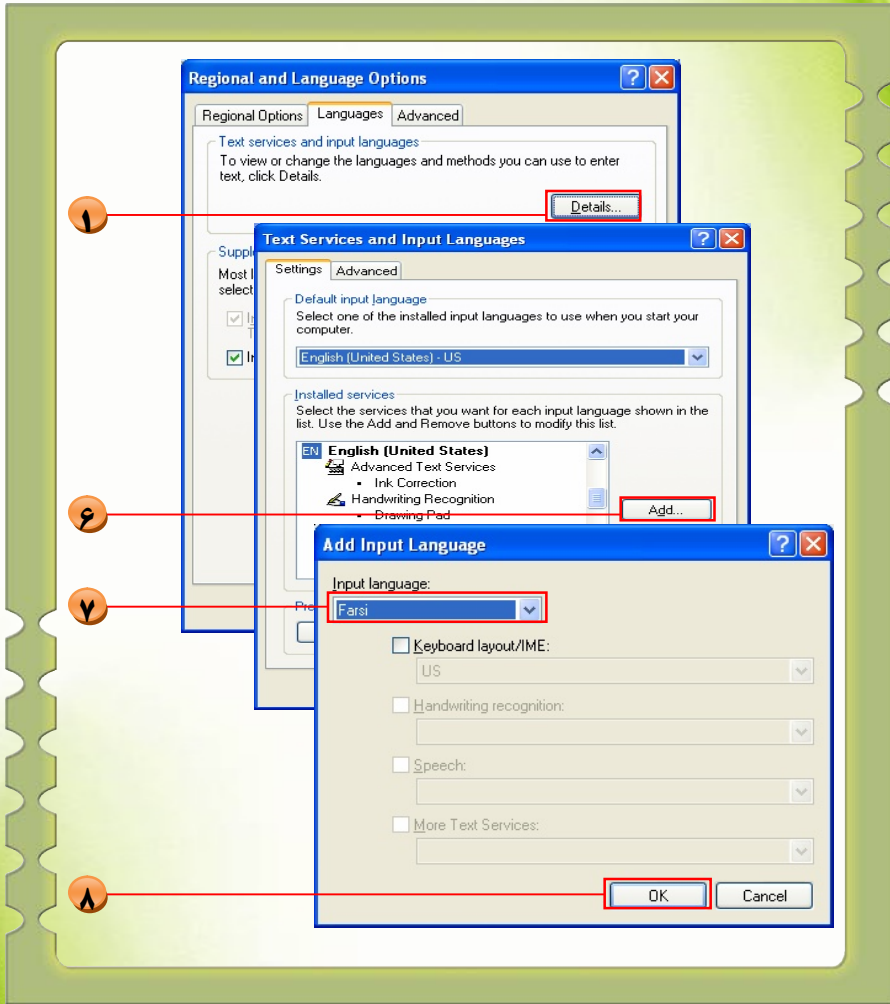 Regional and Language Options
Regional Options Languages Advanced
Text services and input languages
To view or change the languages and methods you can use to enter
text, click Details.
۱
Details...
Text Services and Input Languages
Suppl
Most l
select
Settings Advanced
Default input language
Select one of the installed input languages to use when you start your
computer.
English (United States) - US
Installed services
Select the services that you want for each input language shown in the
list. Use the Add and Remove buttons to modify this list.
EN English (United States)
Advanced Text Services
• Ink Correction
Handwriting Recognition
• Drawing Pad
۶
Add...
Add Input Language
Input language:
۷
Pre
Farsi
Keyboard layout/IME:
US
Handwriting recognition:
Speech:
More Text Services:
۸
OK Cancel